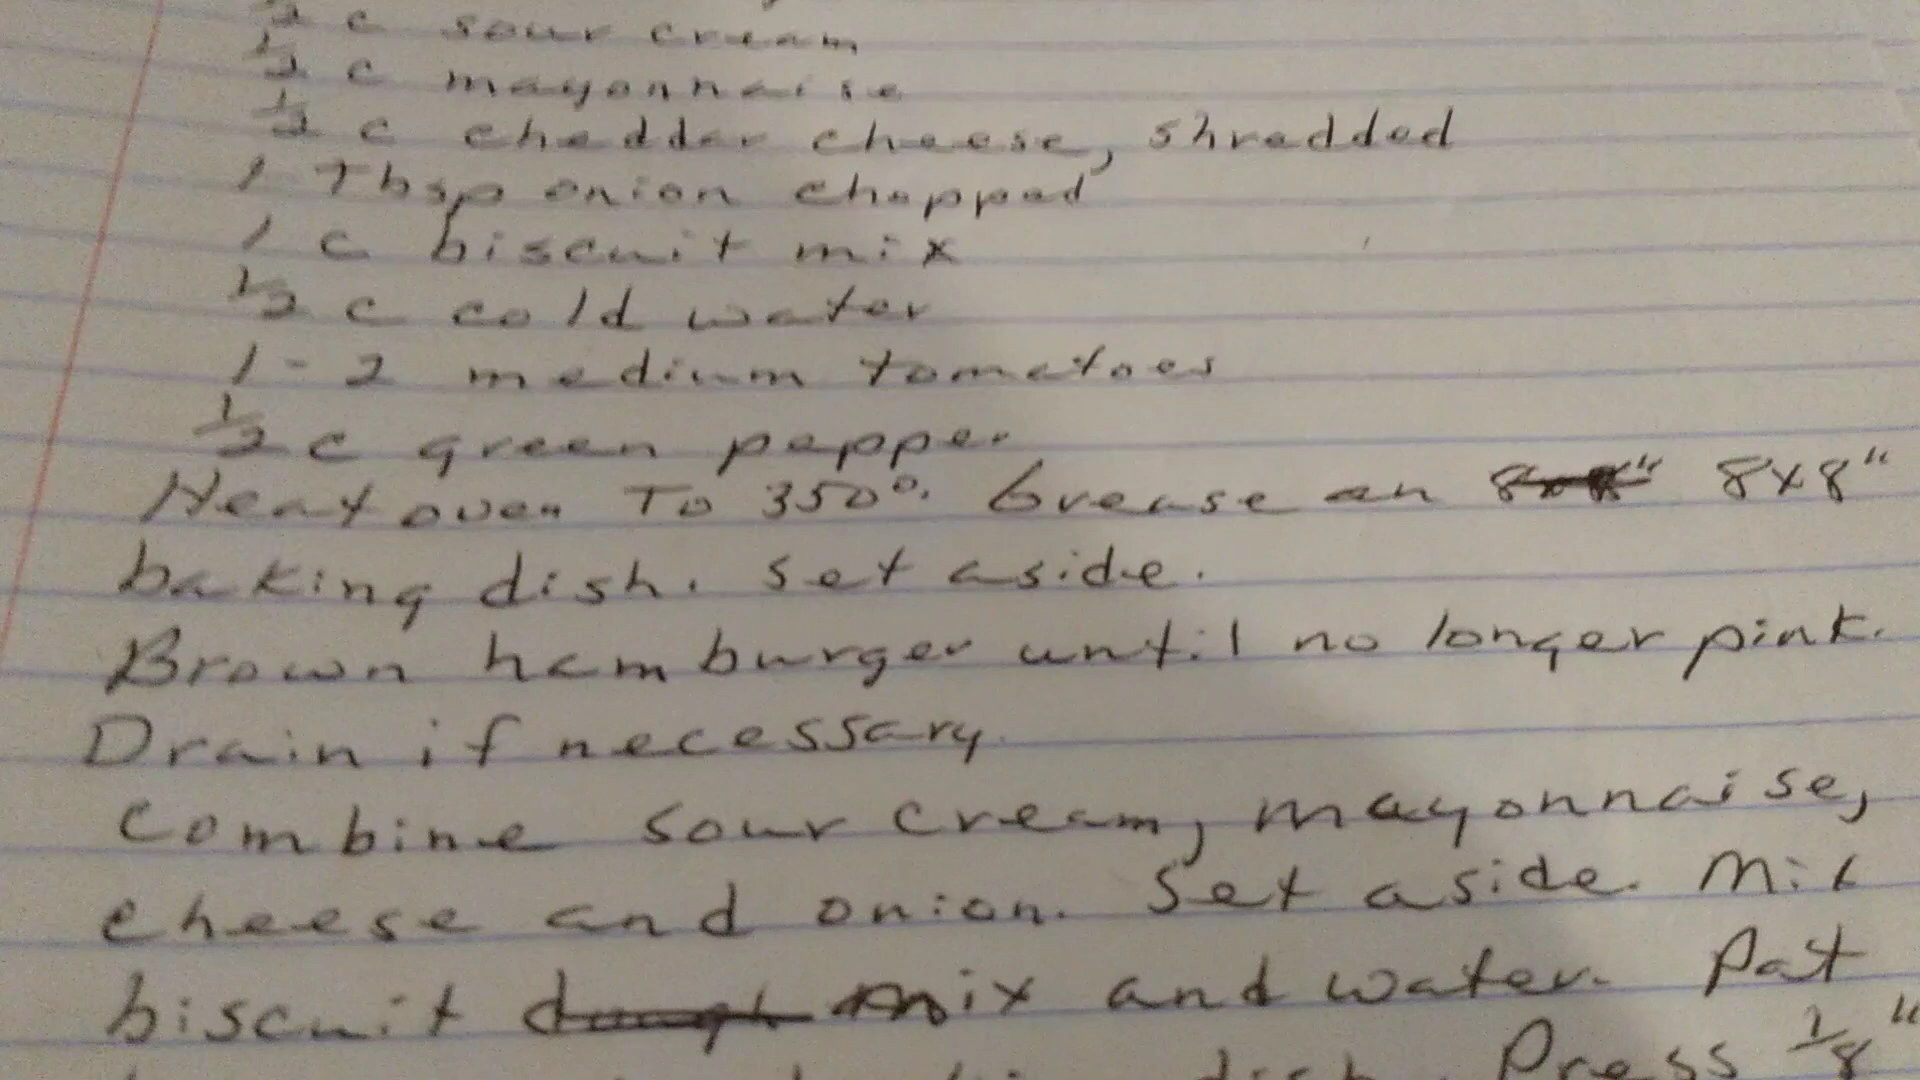 ½ c sour cream
½ c mayonnaise
½ c cheddar cheese, shredded
1 Tbsp onion chopped
1 c biscuit mix
½ c cold water
1-2 medium tomatoes
½ c green pepper
Heat oven To 350°. Grease an 8x8"
baking dish. Set aside.
Brown hamburger until no longer pink.
Drain if necessary.
Combine sour cream, mayonnaise,
cheese and onion. Set aside. Mix
biscuit mix and water. Pat
dish. Press 1/8"